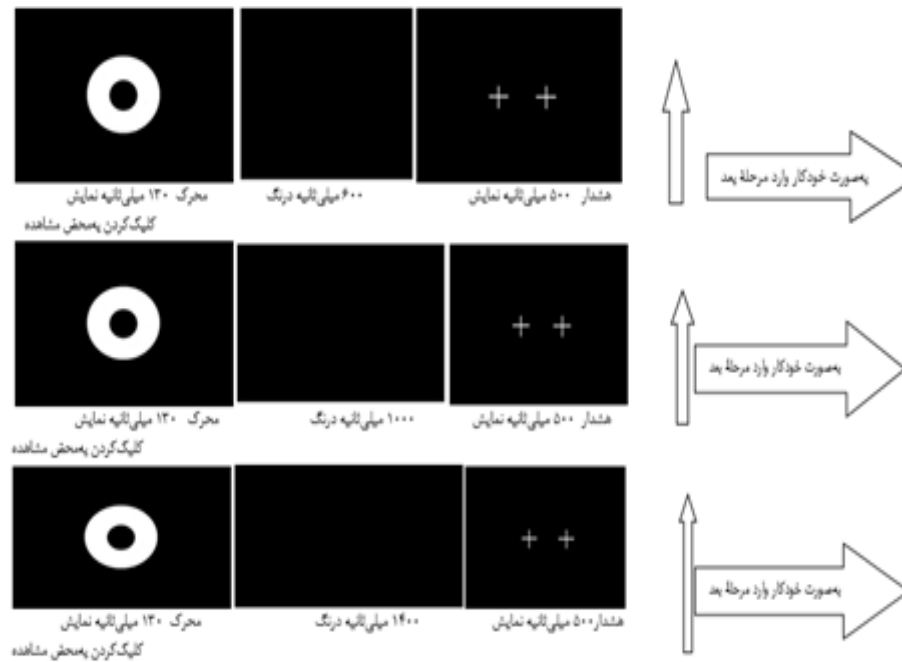 هشدار ۵۰۰ میلی‌ثانیه نمایش
۶۰۰ میلی‌ثانیه درنگ
محرک ۱۳۰ میلی‌ثانیه نمایش
کلیک‌کردن به‌محض مشاهده
به‌صورت خودکار وارد مرحلهٔ بعد
هشدار ۵۰۰ میلی‌ثانیه نمایش
۱۰۰۰ میلی‌ثانیه درنگ
محرک ۱۳۰ میلی‌ثانیه نمایش
کلیک‌کردن به‌محض مشاهده
به‌صورت خودکار وارد مرحلهٔ بعد
هشدار۵۰۰ میلی‌ثانیه نمایش
۱۴۰۰ میلی‌ثانیه درنگ
محرک ۱۳۰ میلی‌ثانیه نمایش
کلیک‌کردن به‌محض مشاهده
به‌صورت خودکار وارد مرحلهٔ بعد